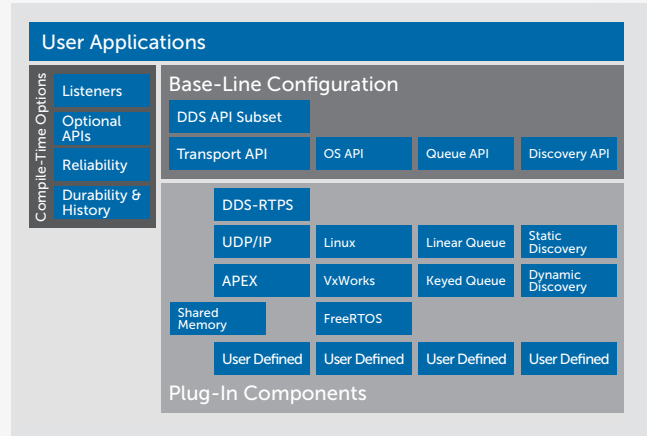 User Applications
Compile-Time Options
Listeners
Optional
APIs
Reliability
Durability &
History
Base-Line Configuration
DDS API Subset
Transport API
OS API
Queue API
Discovery API
DDS-RTPS
UDP/IP
Linux
Linear Queue
Static
Discovery
APEX
VxWorks
Keyed Queue
Dynamic
Discovery
Shared
Memory
FreeRTOS
User Defined
User Defined
User Defined
User Defined
Plug-In Components